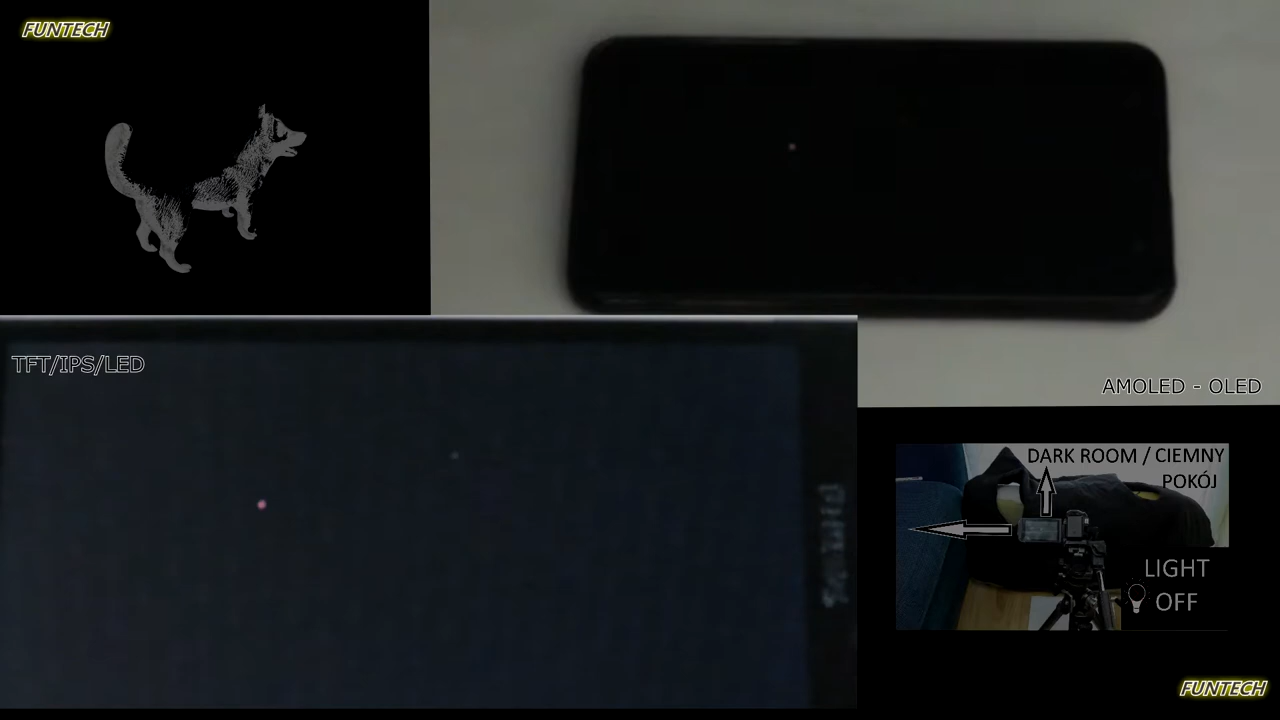 FUNTECH
TFT/IPS/LED
AMOLED - OLED
DARK ROOM / CIEMNY
POKÓJ
LIGHT
OFF
FUNTECH